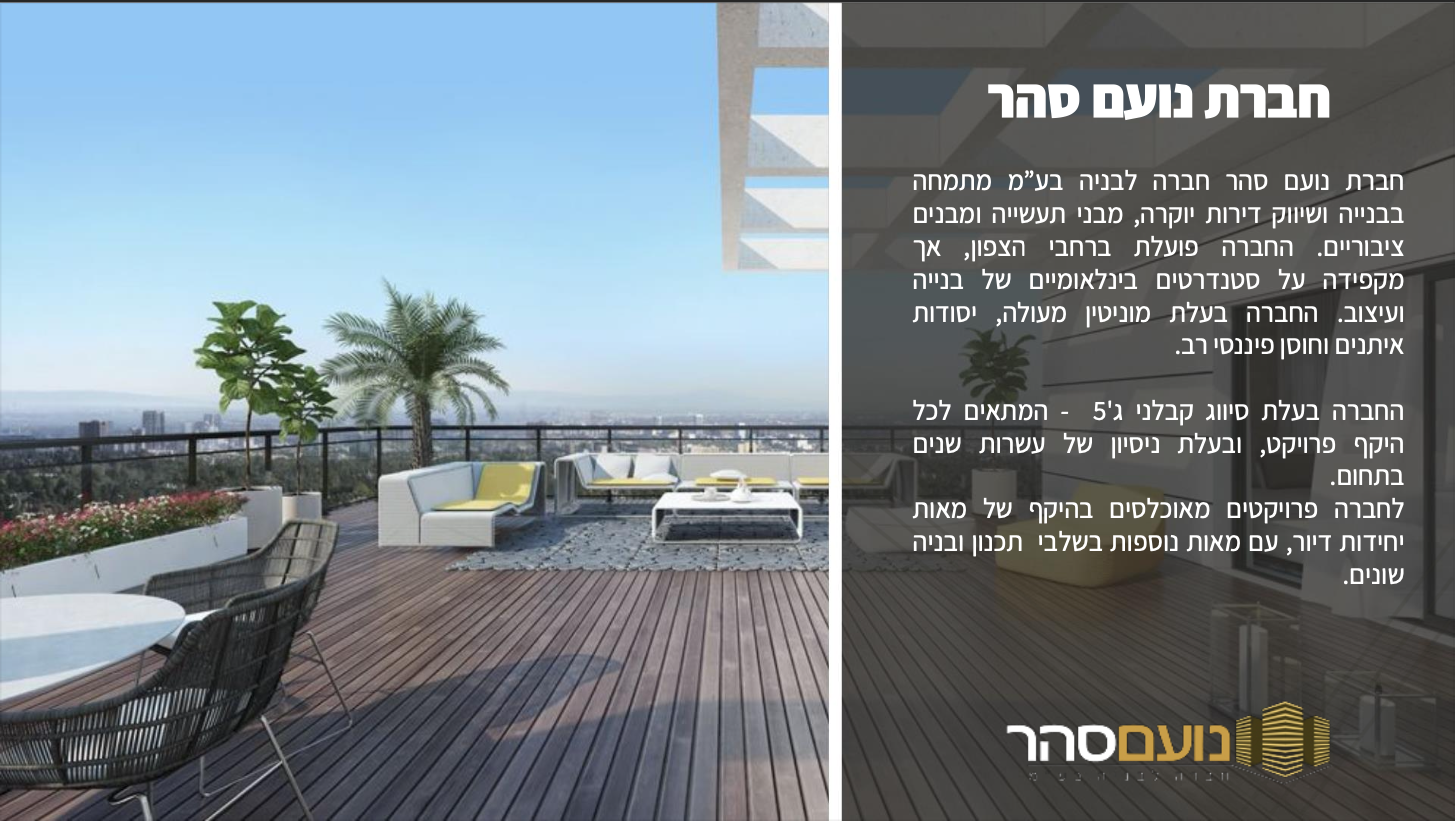 חברת נועם סהר
חברת נועם סהר חברה לבניה בע”מ מתמחה
בבנייה ושיווק דירות יוקרה, מבני תעשייה ומבנים
ציבוריים. החברה פועלת ברחבי הצפון, אך
מקפידה על סטנדרטים בינלאומיים של בנייה
ועיצוב. החברה בעלת מוניטין מעולה, יסודות
איתנים וחוסן פיננסי רב.
החברה בעלת סיווג קבלני ג'5 - המתאים לכל
היקף פרויקט, ובעלת ניסיון של עשרות שנים
בתחום.
לחברה פרויקטים מאוכלסים בהיקף של מאות
יחידות דיור, עם מאות נוספות בשלבי תכנון ובניה
שונים.
נועםסהר
חברה לבניה בע״מ